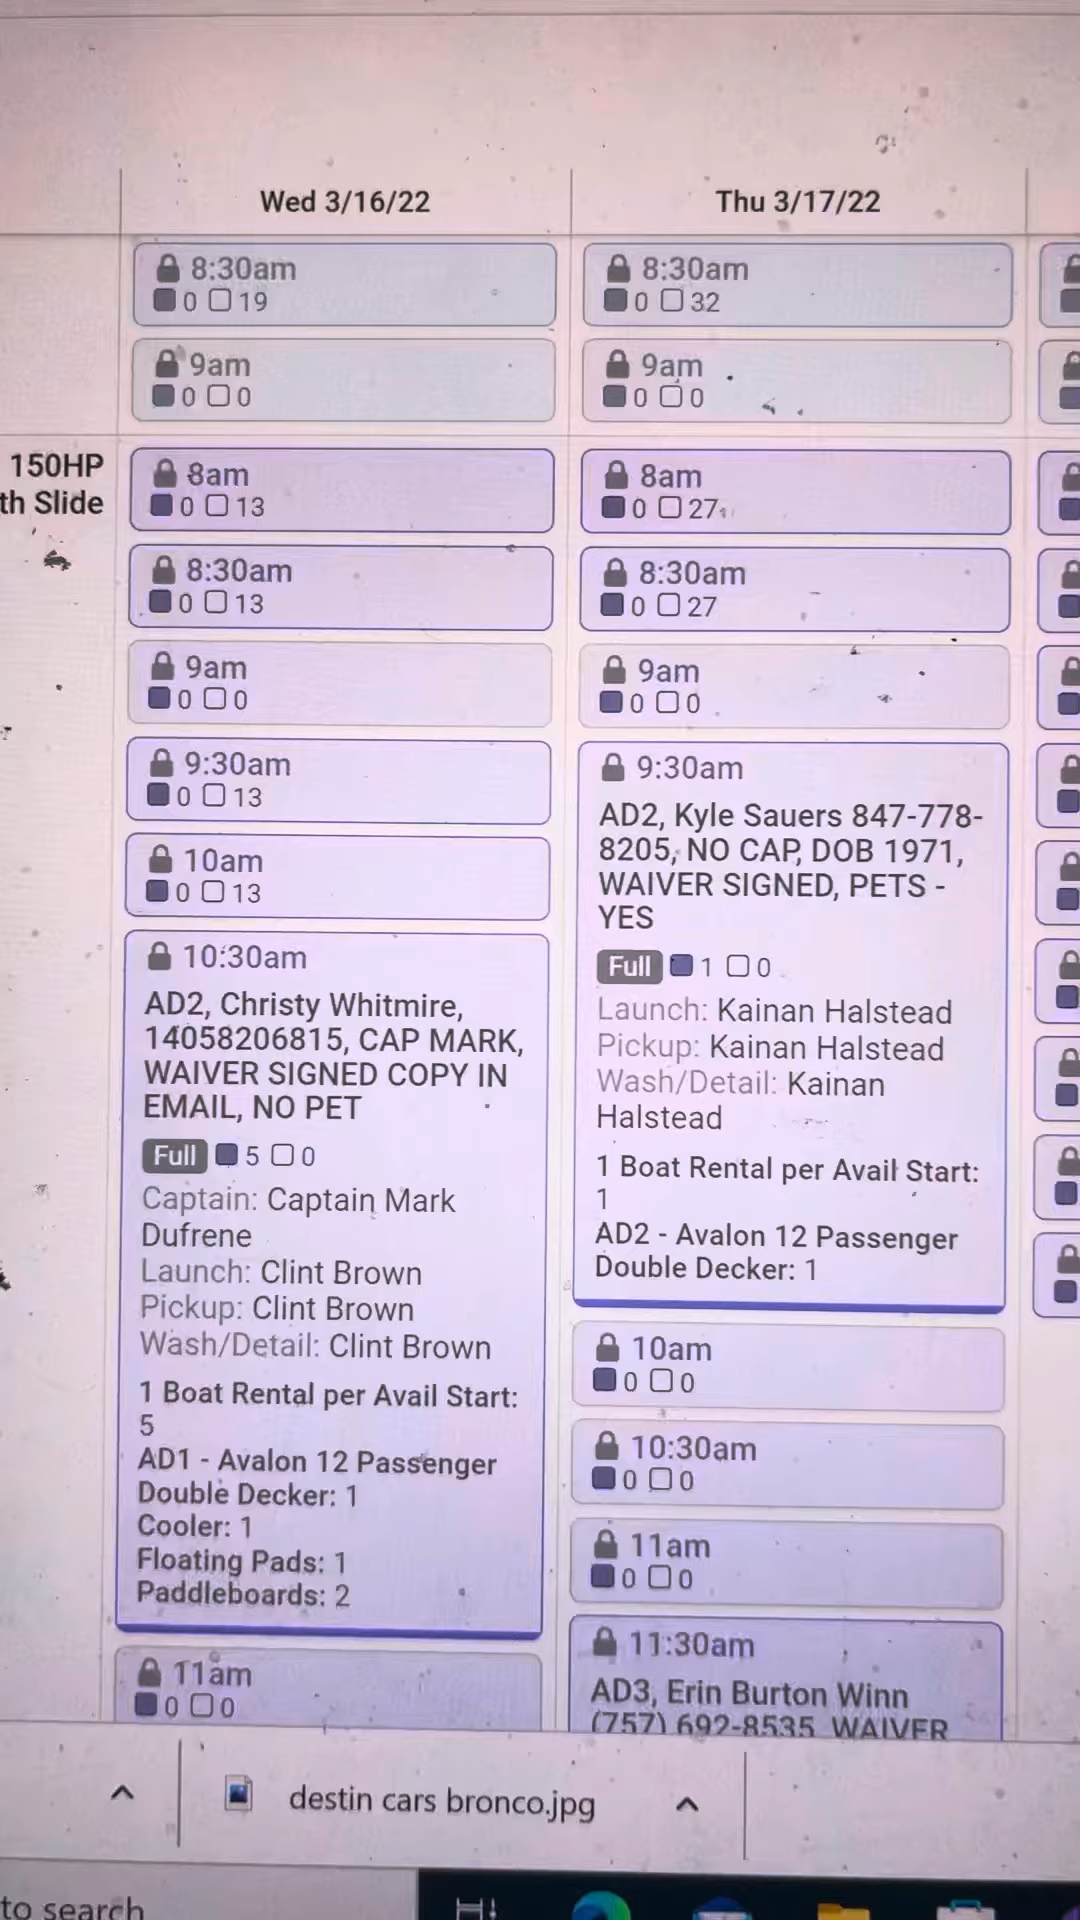 Wed 3/16/22
Thu 3/17/22
8:30am
0 19
9am
0 0
8:30am
0 32
9am
0 0
150HP
th Slide
8am
0 13
8:30am
0 13
9am
0 0
9:30am
0 13
10am
0 13
10:30am
AD2, Christy Whitmire,
14058206815, CAP MARK,
WAIVER SIGNED COPY IN
EMAIL, NO PET
Full 5 0
Captain: Captain Mark
Dufrene
Launch: Clint Brown
Pickup: Clint Brown
Wash/Detail: Clint Brown
1 Boat Rental per Avail Start:
5
AD1 - Avalon 12 Passenger
Double Decker: 1
Cooler: 1
Floating Pads: 1
Paddleboards: 2
11am
0 0
8am
0 27
8:30am
0 27
9am
0 0
9:30am
AD2, Kyle Sauers 847-778-
8205, NO CAP, DOB 1971,
WAIVER SIGNED, PETS -
YES
Full 1 0
Launch: Kainan Halstead
Pickup: Kainan Halstead
Wash/Detail: Kainan
Halstead
1 Boat Rental per Avail Start:
1
AD2 - Avalon 12 Passenger
Double Decker: 1
10am
0 0
10:30am
0 0
11am
0 0
11:30am
AD3, Erin Burton Winn
(757) 692-8535 WAIVER
destin cars bronco.jpg
to search